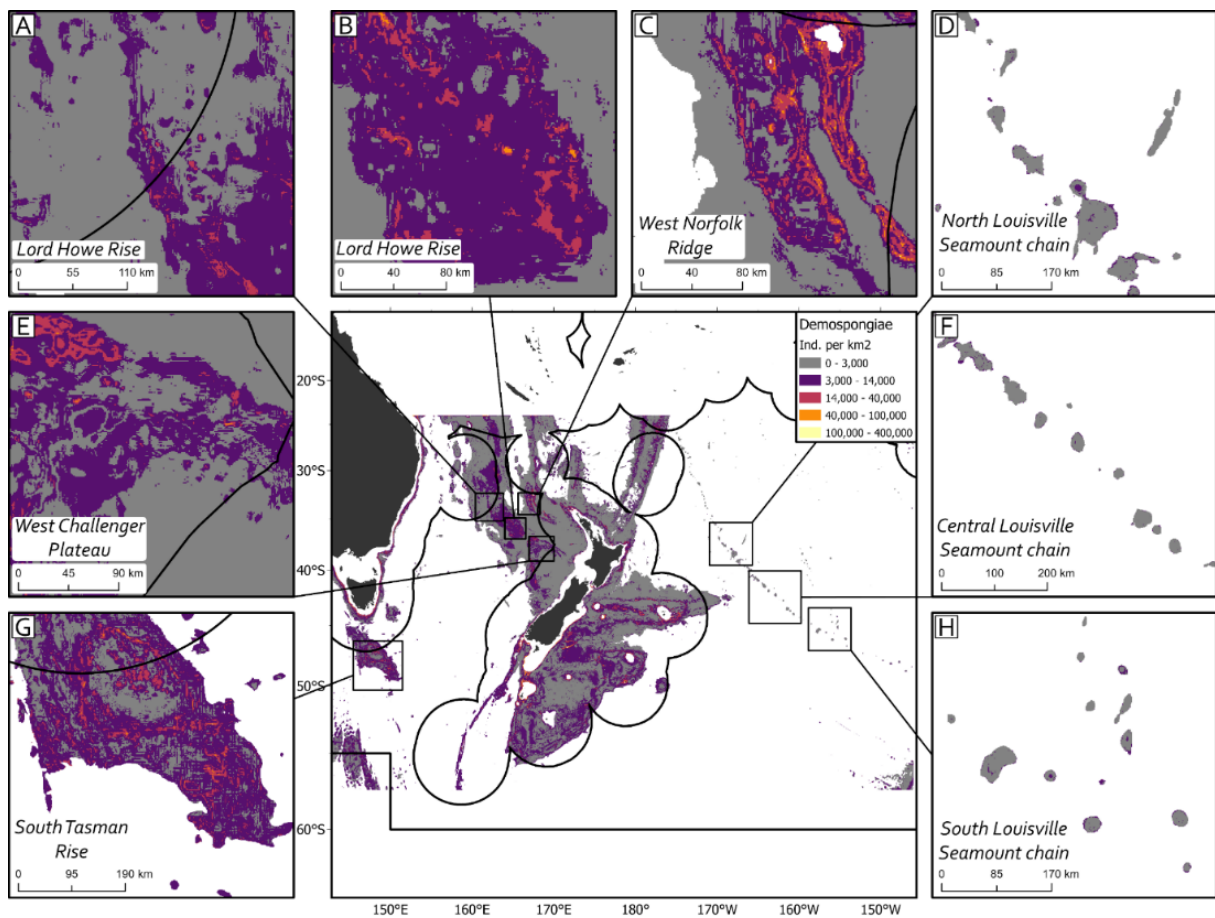 A
Lord Howe Rise
0 55 110 km
B
Lord Howe Rise
0 40 80 km
C
West Norfolk
Ridge
0 40 80 km
D
North Louisville
Seamount chain
0 85 170 km
E
West Challenger
Plateau
0 45 90 km
Demospongiae
Ind. per km2
0 - 3,000
3,000 - 14,000
14,000 - 40,000
40,000 - 100,000
100,000 - 400,000
20°S
30°S
40°S
50°S
60°S
150°E 160°E 170°E 180° 170°W 160°W 150°W
F
Central Louisville
Seamount chain
0 100 200 km
G
South Tasman
Rise
0 95 190 km
H
South Louisville
Seamount chain
0 85 170 km